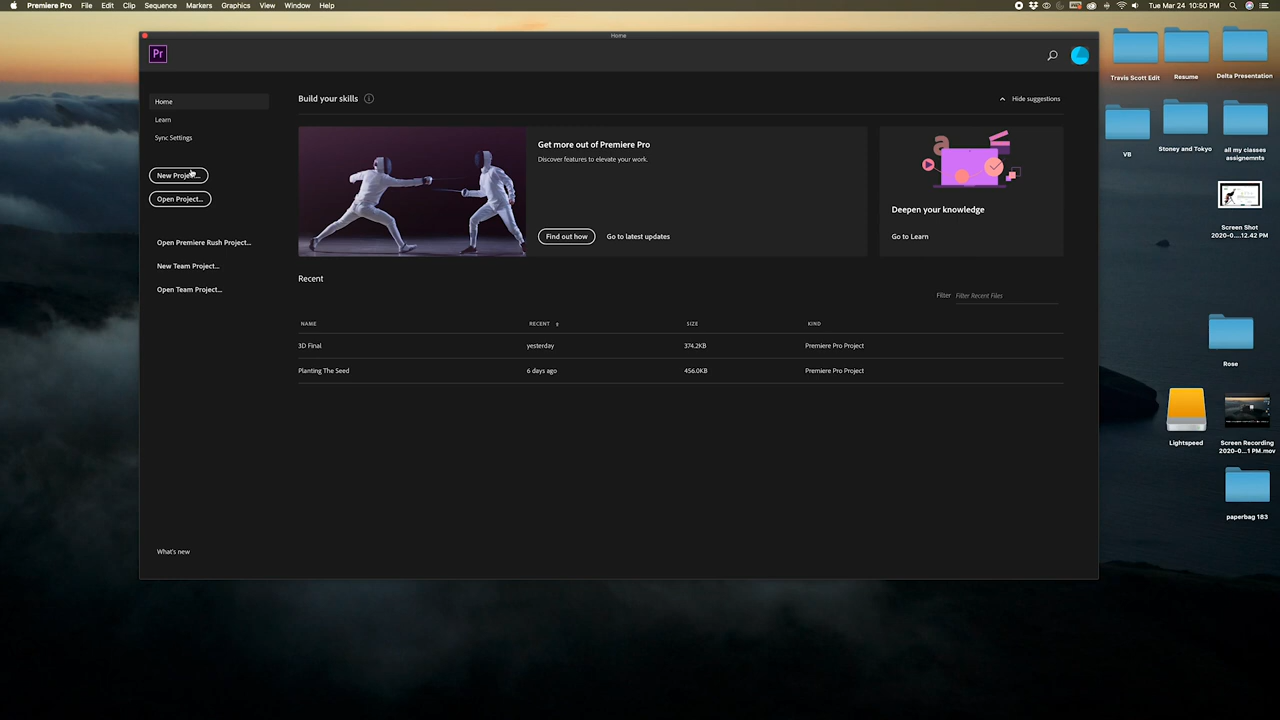 Premiere Pro File Edit Clip Sequence Markers Graphics View Window Help
Tue Mar 24 10:50 PM
Home
Pr
Home
Learn
Sync Settings
New Project...
Open Project...
Open Premiere Rush Project...
New Team Project...
Open Team Project...
What's new
Build your skills
Hide suggestions
Get more out of Premiere Pro
Discover features to elevate your work.
Find out how
Go to latest updates
Deepen your knowledge
Go to Learn
Recent
Filter Filter Recent Files
NAME RECENT SIZE KIND
3D Final yesterday 374.2KB Premiere Pro Project
Planting The Seed 6 days ago 456.0KB Premiere Pro Project
Travis Scott Edit
Resume
Delta Presentation
VB
Stoney and Tokyo
all my classes
assignemnts
Screen Shot
2020-0....12.42 PM
Rose
Lightspeed
Screen Recording
2020-0...1 PM.mov
paperbag 183